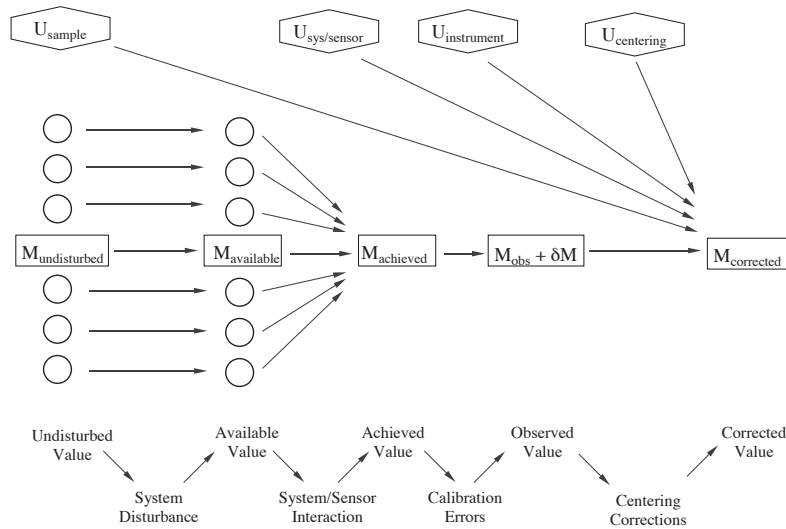 U_sample
U_sys/sensor
U_instrument
U_centering
M_undisturbed
M_available
M_achieved
M_obs + δM
M_corrected
Undisturbed
Value
System
Disturbance
Available
Value
System/Sensor
Interaction
Achieved
Value
Calibration
Errors
Observed
Value
Centering
Corrections
Corrected
Value